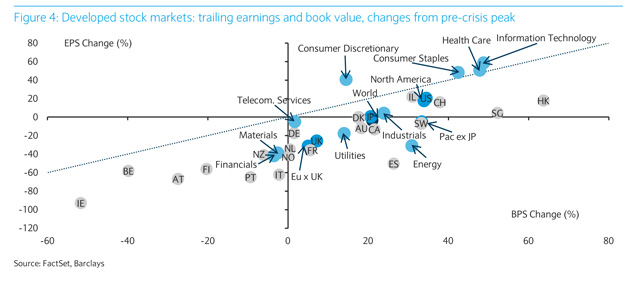 Figure 4: Developed stock markets: trailing earnings and book value, changes from pre-crisis peak
EPS Change (%)
Health Care
Information Technology
Consumer Discretionary
Consumer Staples
North America
World
Telecom. Services
80
60
40
20
0
-20
-40
-60
-80
-100
-120
IL
US
CH
HK
SG
DK
JP
AU
CA
SW
Pac ex JP
Industrials
DE
UK
Materials
NZ
NL
NO
FR
Financials
Eu x UK
Utilities
ES
Energy
BE
FI
AT
PT
IT
IE
BPS Change (%)
-60
-40
-20
0
20
40
60
80
Source: FactSet, Barclays